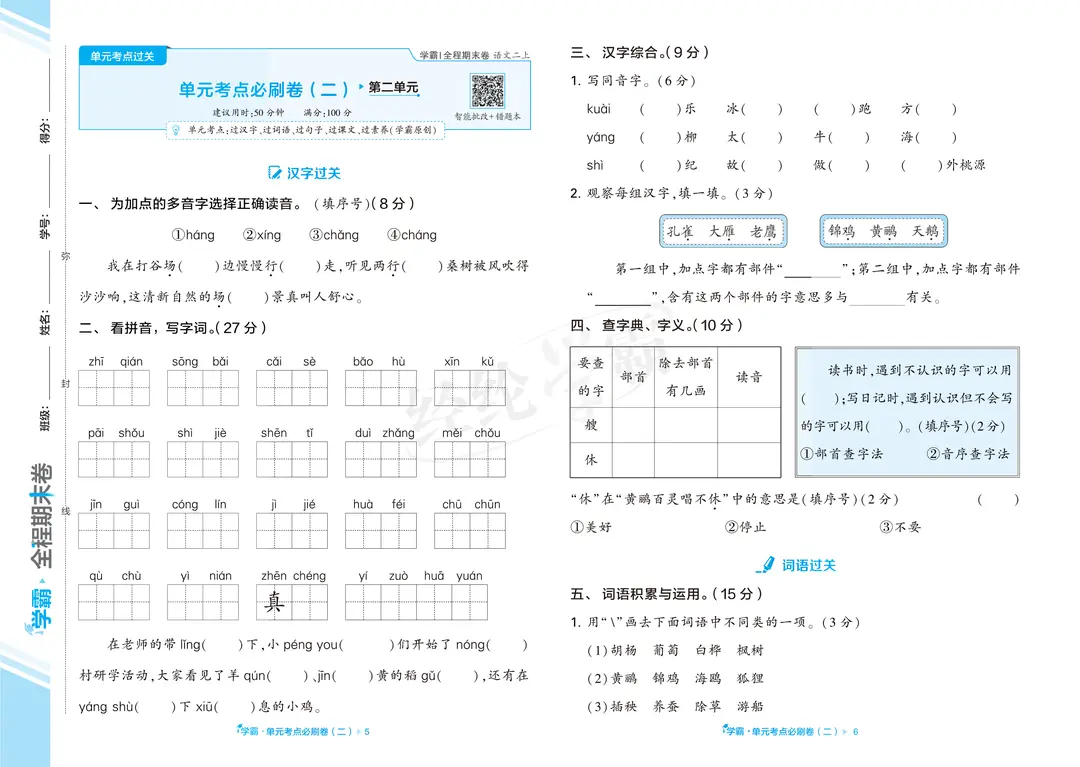 得分：
学号：
姓名：
班级：
弥
封
线
学霸·全程期末卷
单元考点过关
学霸|全程期末卷 语文二上
单元考点必刷卷（二） 第二单元
建议用时：50分钟 满分：100分
智能批改+错题本
单元考点：过汉字、过词语、过句子、过课文、过素养（学霸原创）
汉字过关
一、 为加点的多音字选择正确读音。（填序号）（8分）
①háng ②xíng ③chǎng ④cháng
我在打谷场( )边慢慢行( )走，听见两行( )桑树被风吹得
沙沙响，这清新自然的场( )景真叫人舒心。
二、 看拼音，写字词。（27分）
zhī qián sōng bǎi cǎi sè bāo hù xīn kǔ
pāi shǒu shì jiè shēn tǐ duì zhǎng měi chǒu
jīn guì cóng lín jì jié huà féi chū chūn
qù chù yì nián zhēn chéng yí zuò huā yuán
真
在老师的带 lǐng( )下，小 péng you( )们开始了 nóng( )
村研学活动，大家看见了羊 qún( )、jīn( )黄的稻 gǔ( )，还有在
yáng shù( )下 xiū( )息的小鸡。
学霸·单元考点必刷卷（二） 5
三、 汉字综合。（9分）
1. 写同音字。（6分）
kuài ( )乐 冰( ) ( )跑 方( )
yáng ( )柳 太( ) 牛( ) 海( )
shì ( )纪 故( ) 做( ) ( )外桃源
2. 观察每组汉字，填一填。（3分）
孔雀 大雁 老鹰 锦鸡 黄鹂 天鹅
第一组中，加点字都有部件“______”；第二组中，加点字都有部件
“______”，含有这两个部件的字意思多与______有关。
四、 查字典、字义。（10分）
要查的字 部首 除去部首有几画 读音
艘
休
读书时，遇到不认识的字可以用
( )；写日记时，遇到认识但不会写
的字可以用( )。（填序号）（2分）
①部首查字法 ②音序查字法
“休”在“黄鹂百灵唱不休”中的意思是（填序号）（2分） ( )
①美好 ②停止 ③不要
词语过关
五、 词语积累与运用。（15分）
1. 用“\”画去下面词语中不同类的一项。（3分）
（1）胡杨 葡萄 白桦 枫树
（2）黄鹂 锦鸡 海鸥 狐狸
（3）插秧 养蚕 除草 游船
学霸·单元考点必刷卷（二） 6
经纶学霸